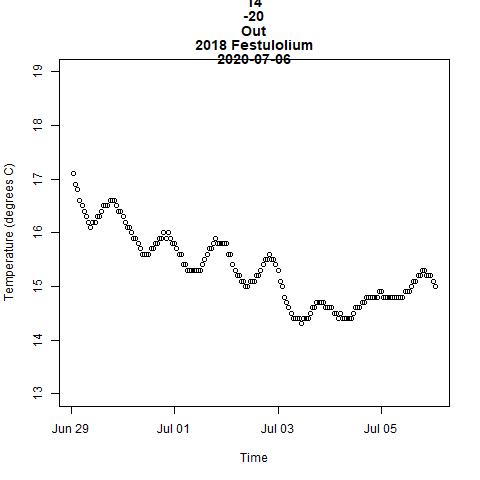 14
-20
Out
2018 Festulolium
2020-07-06
19
18
17
16
15
14
13
Temperature (degrees C)
Jun 29
Jul 01
Jul 03
Jul 05
Time